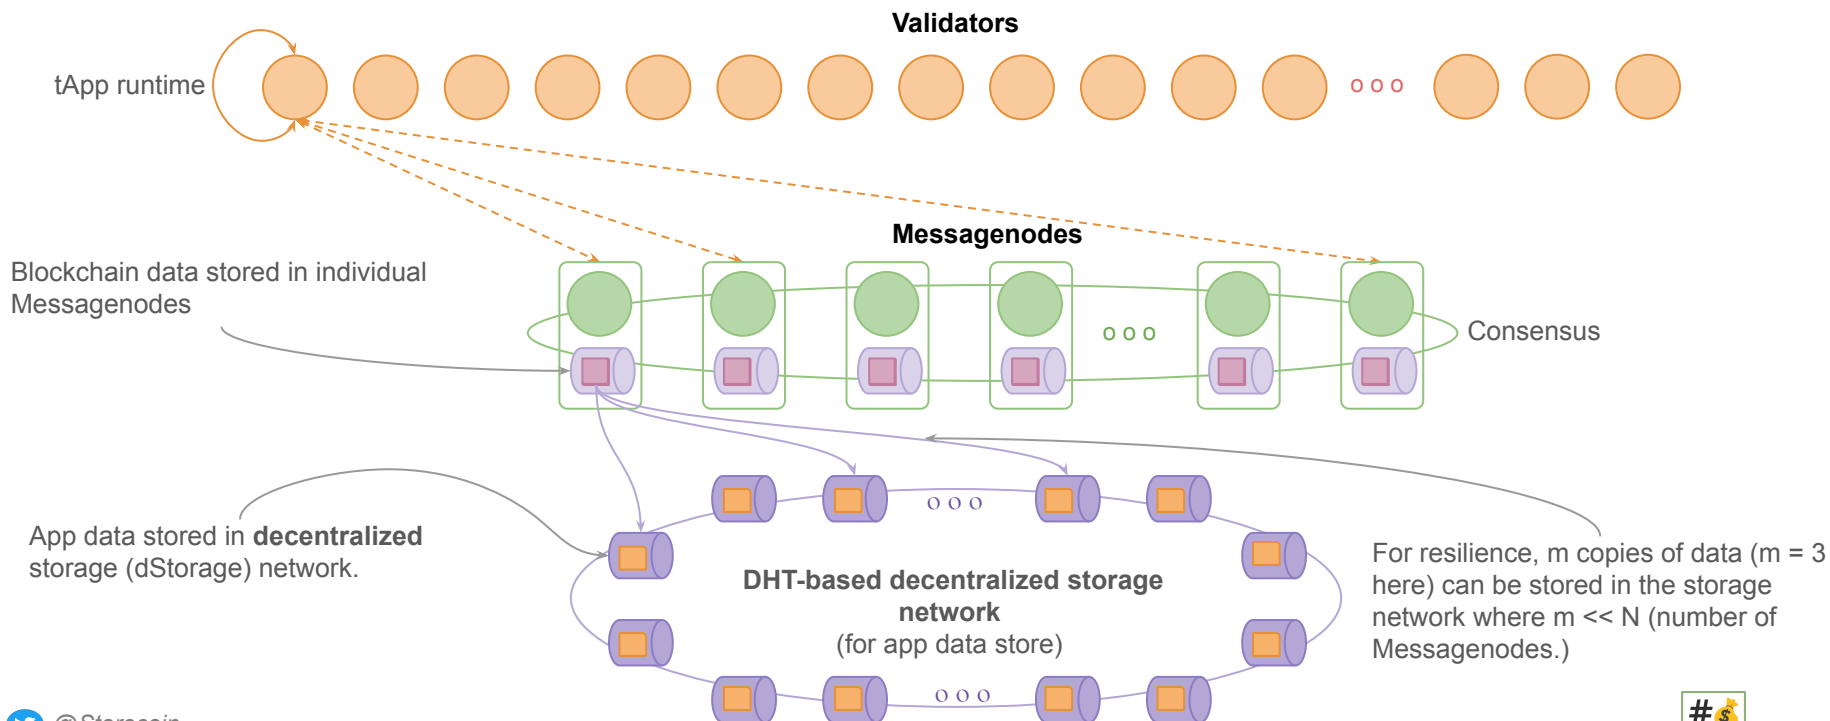 Validators
tApp runtime
o o o
Messagenodes
Blockchain data stored in individual
Messagenodes
o o o
Consensus
o o o
App data stored in decentralized
storage (dStorage) network.
DHT-based decentralized storage
network
(for app data store)
For resilience, m copies of data (m = 3
here) can be stored in the storage
network where m << N (number of
Messagenodes.)
o o o
@Storecoin
#